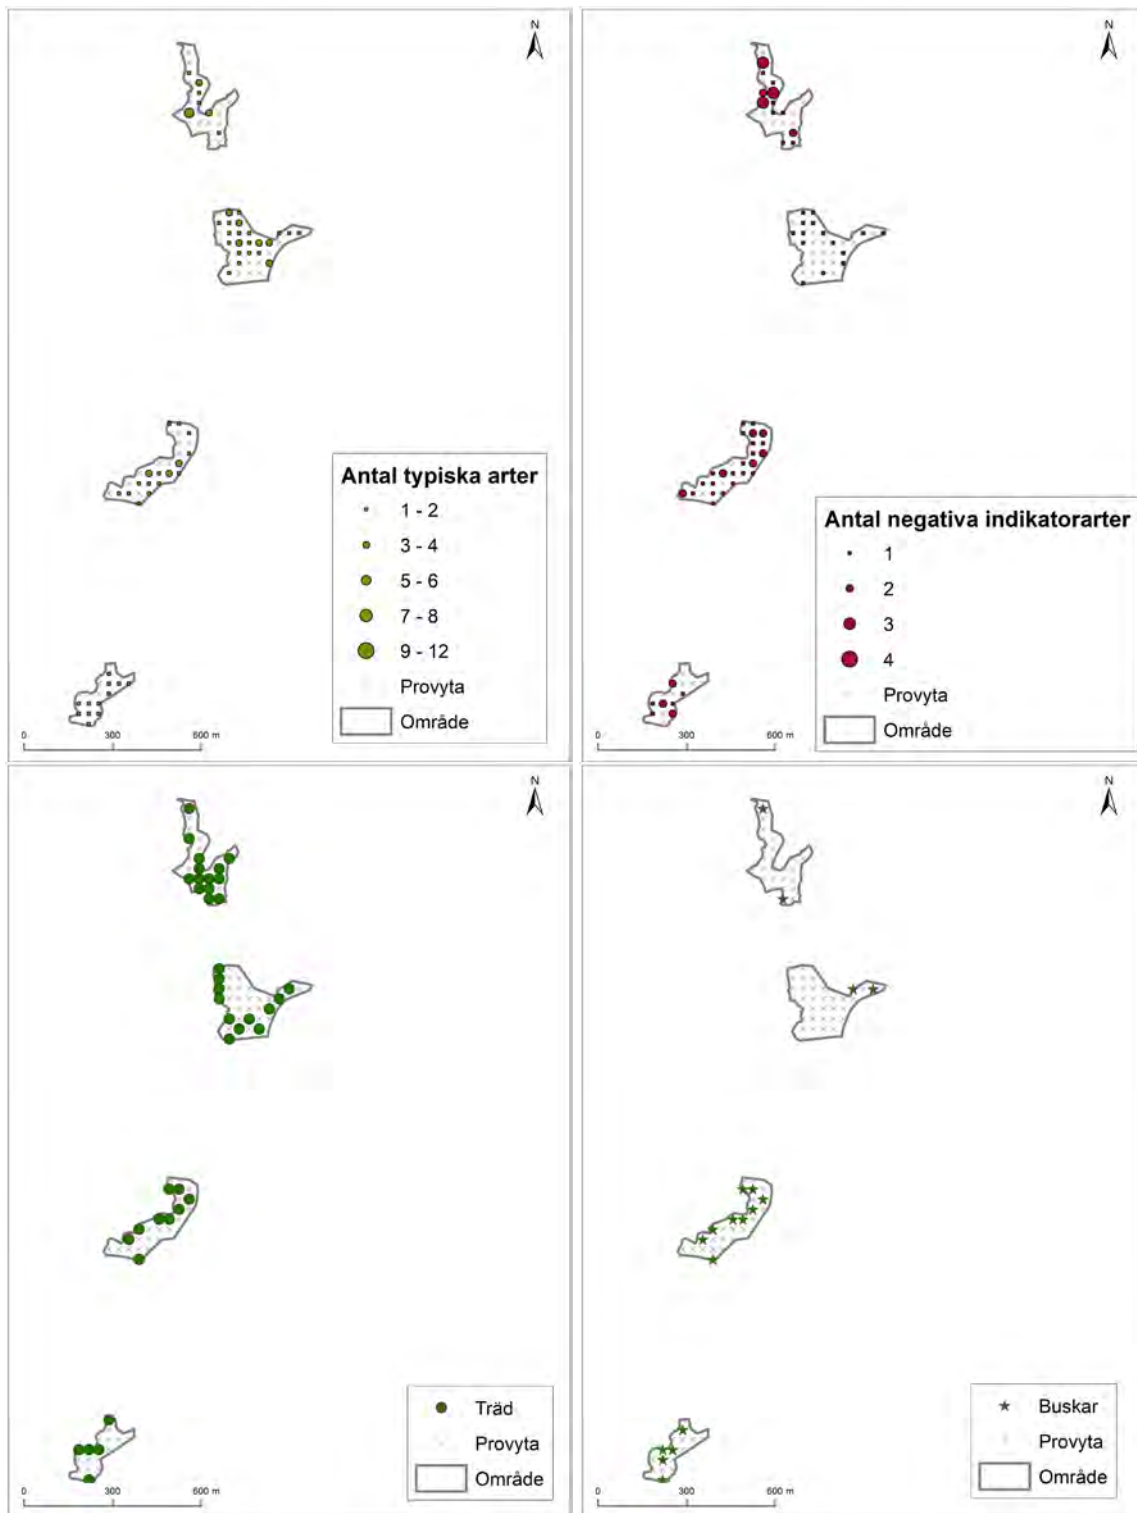 N
Antal typiska arter
1 - 2
3 - 4
5 - 6
7 - 8
9 - 12
Provyta
Område
0 300 600 m
N
Antal negativa indikatorarter
1
2
3
4
Provyta
Område
0 300 600 m
N
Träd
Provyta
Område
0 300 600 m
N
Buskar
Provyta
Område
0 300 600 m